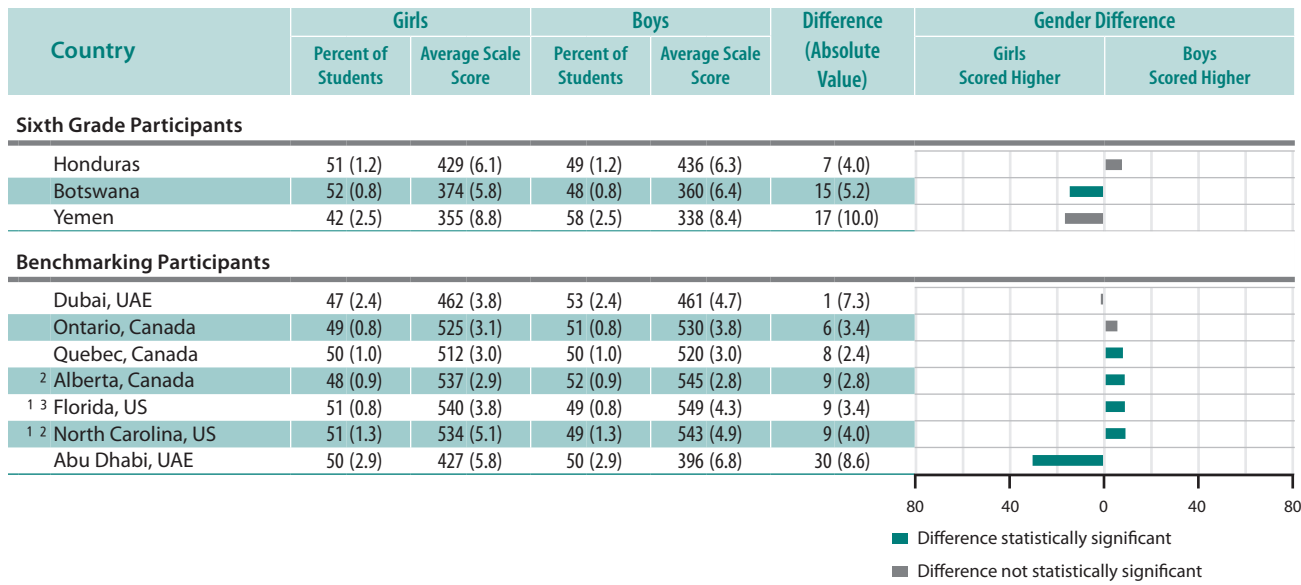 Country Girls Boys Difference (Absolute Value) Gender Difference
Percent of Students Average Scale Score Percent of Students Average Scale Score Girls Scored Higher Boys Scored Higher
Sixth Grade Participants
Honduras 51 (1.2) 429 (6.1) 49 (1.2) 436 (6.3) 7 (4.0)
Botswana 52 (0.8) 374 (5.8) 48 (0.8) 360 (6.4) 15 (5.2)
Yemen 42 (2.5) 355 (8.8) 58 (2.5) 338 (8.4) 17 (10.0)
Benchmarking Participants
Dubai, UAE 47 (2.4) 462 (3.8) 53 (2.4) 461 (4.7) 1 (7.3)
Ontario, Canada 49 (0.8) 525 (3.1) 51 (0.8) 530 (3.8) 6 (3.4)
Quebec, Canada 50 (1.0) 512 (3.0) 50 (1.0) 520 (3.0) 8 (2.4)
2 Alberta, Canada 48 (0.9) 537 (2.9) 52 (0.9) 545 (2.8) 9 (2.8)
1 3 Florida, US 51 (0.8) 540 (3.8) 49 (0.8) 549 (4.3) 9 (3.4)
1 2 North Carolina, US 51 (1.3) 534 (5.1) 49 (1.3) 543 (4.9) 9 (4.0)
Abu Dhabi, UAE 50 (2.9) 427 (5.8) 50 (2.9) 396 (6.8) 30 (8.6)
80 40 0 40 80
Difference statistically significant
Difference not statistically significant